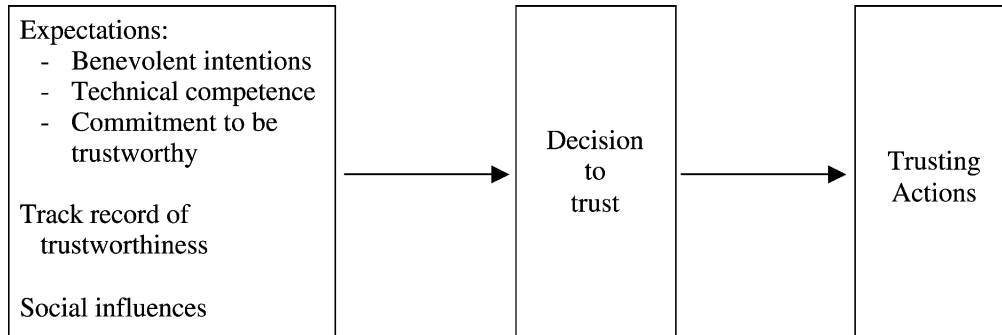 Expectations:
- Benevolent intentions
- Technical competence
- Commitment to be
trustworthy
Track record of
trustworthiness
Social influences
Decision
to
trust
Trusting
Actions